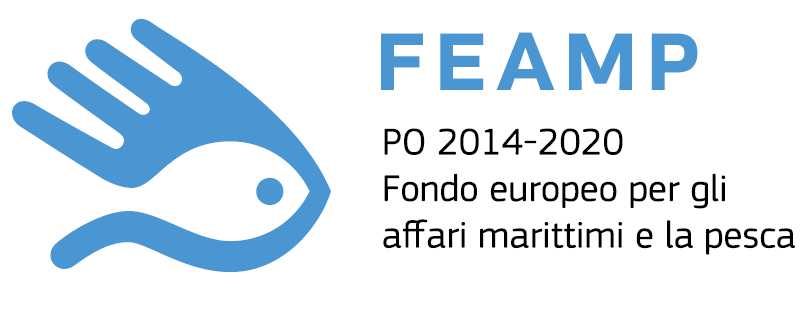 FEAMP
PO 2014-2020
Fondo europeo per gli
affari marittimi e la pesca